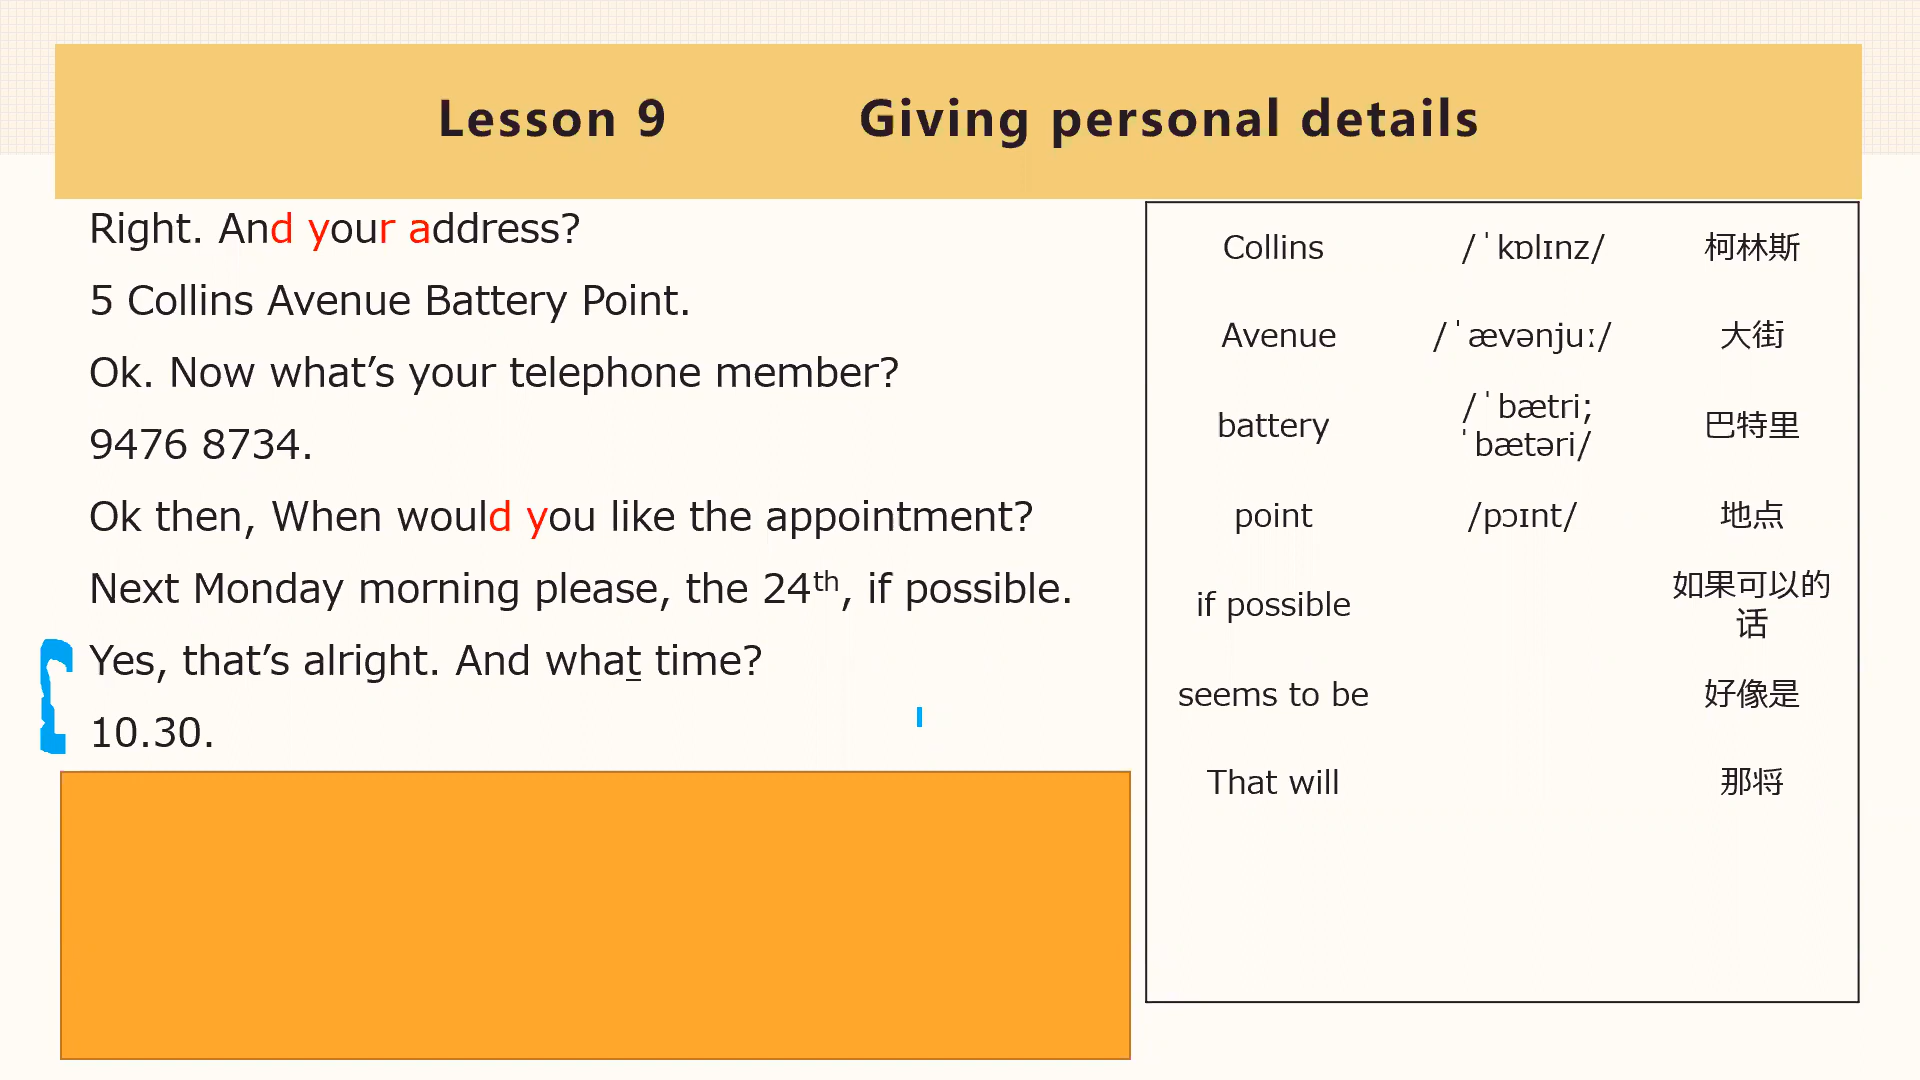 Lesson 9 Giving personal details
Right. And your address?
5 Collins Avenue Battery Point.
Ok. Now what’s your telephone member?
9476 8734.
Ok then, When would you like the appointment?
Next Monday morning please, the 24th, if possible.
Yes, that’s alright. And what time?
10.30.
Collins /ˈkɒlɪnz/ 柯林斯
Avenue /ˈævənjuː/ 大街
battery /ˈbætri; ˈbætəri/ 巴特里
point /pɔɪnt/ 地点
if possible 如果可以的话
seems to be 好像是
That will 那将